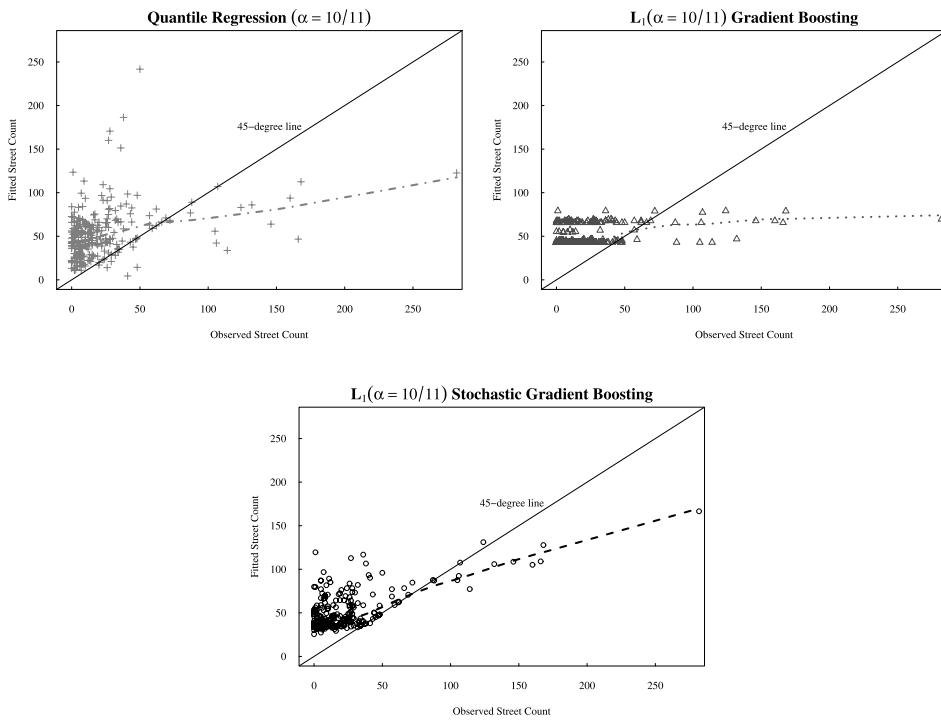 Quantile Regression (α = 10/11)
250
200
150
100
50
0
Fitted Street Count
45−degree line
0 50 100 150 200 250
Observed Street Count
L₁(α = 10/11) Gradient Boosting
250
200
150
100
50
0
Fitted Street Count
45−degree line
0 50 100 150 200 250
Observed Street Count
L₁(α = 10/11) Stochastic Gradient Boosting
250
200
150
100
50
0
Fitted Street Count
45−degree line
0 50 100 150 200 250
Observed Street Count